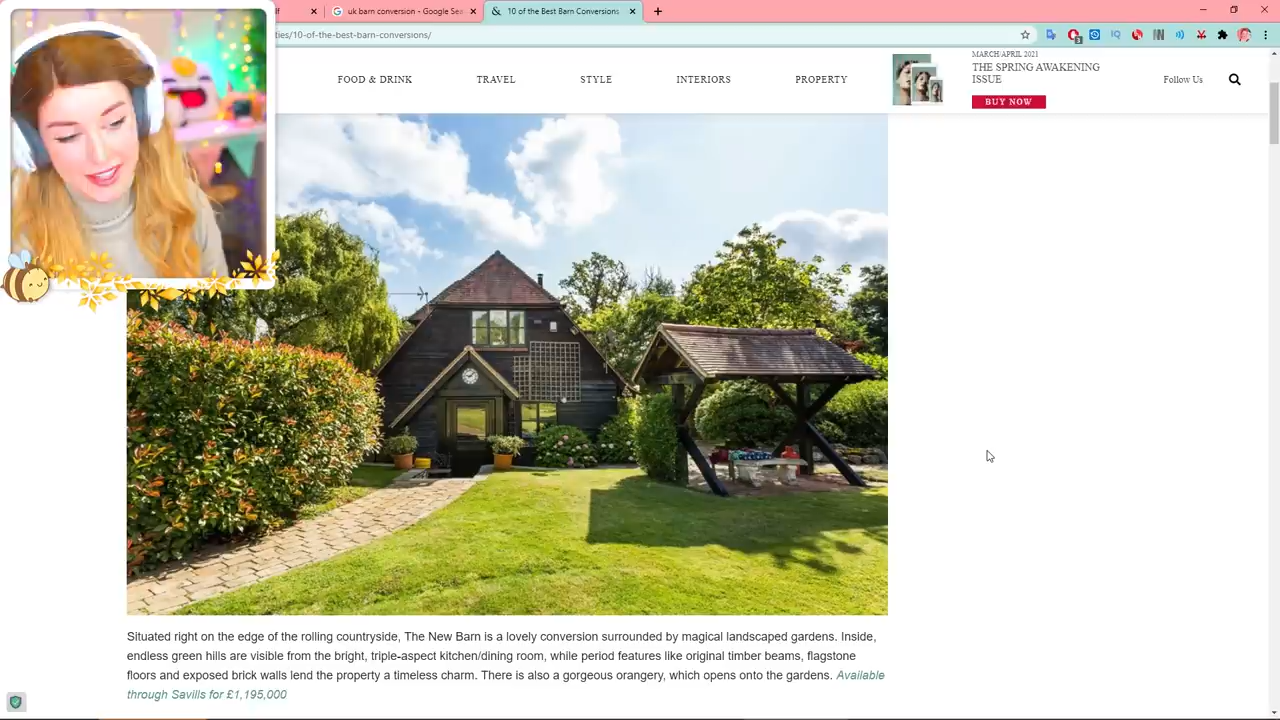 uk barn conversion - Google Sea
10 of the Best Barn Conversions
ties/10-of-the-best-barn-conversions/
FOOD & DRINK
TRAVEL
STYLE
INTERIORS
PROPERTY
MARCH/APRIL 2021
THE SPRING AWAKENING
ISSUE
BUY NOW
Follow Us
Situated right on the edge of the rolling countryside, The New Barn is a lovely conversion surrounded by magical landscaped gardens. Inside,
endless green hills are visible from the bright, triple-aspect kitchen/dining room, while period features like original timber beams, flagstone
floors and exposed brick walls lend the property a timeless charm. There is also a gorgeous orangery, which opens onto the gardens. Available
through Savills for £1,195,000